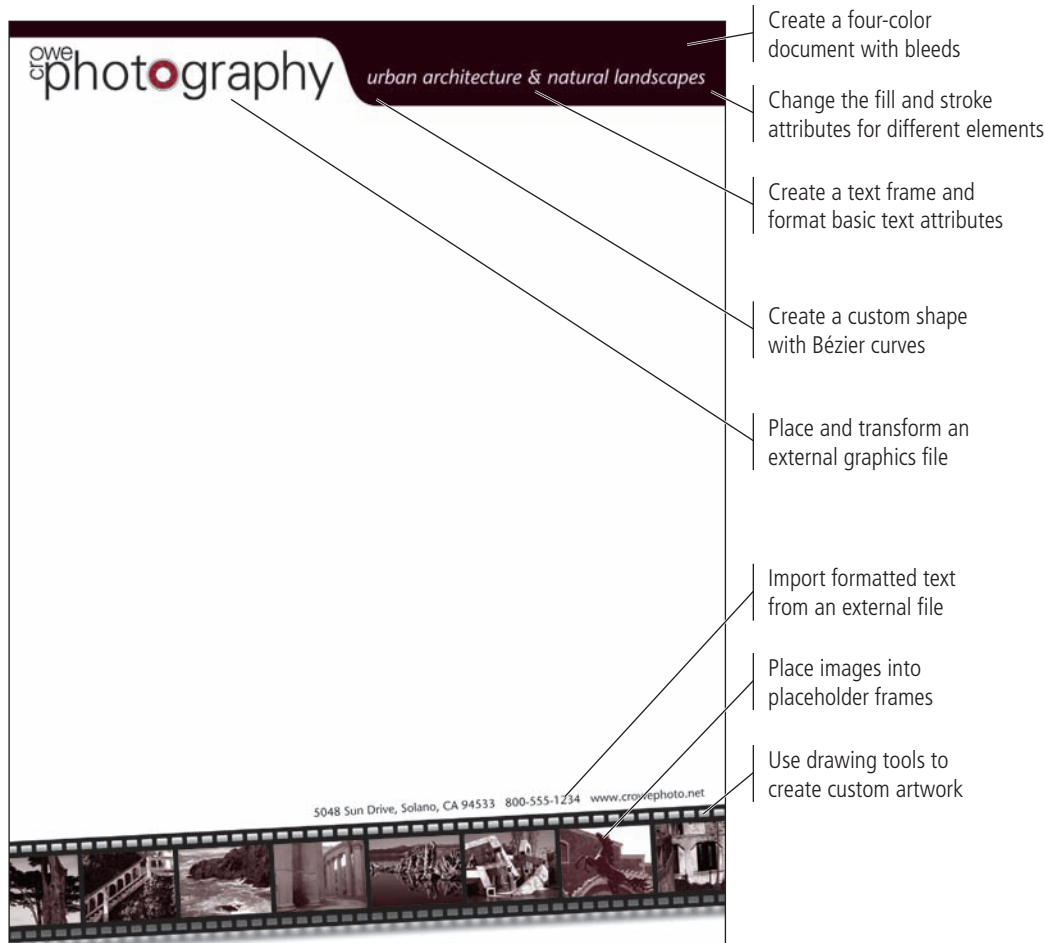 crowe
photography
urban architecture & natural landscapes
Create a four-color
document with bleeds
Change the fill and stroke
attributes for different elements
Create a text frame and
format basic text attributes
Create a custom shape
with Bézier curves
Place and transform an
external graphics file
Import formatted text
from an external file
Place images into
placeholder frames
Use drawing tools to
create custom artwork
5048 Sun Drive, Solano, CA 94533 800-555-1234 www.crowephoto.net